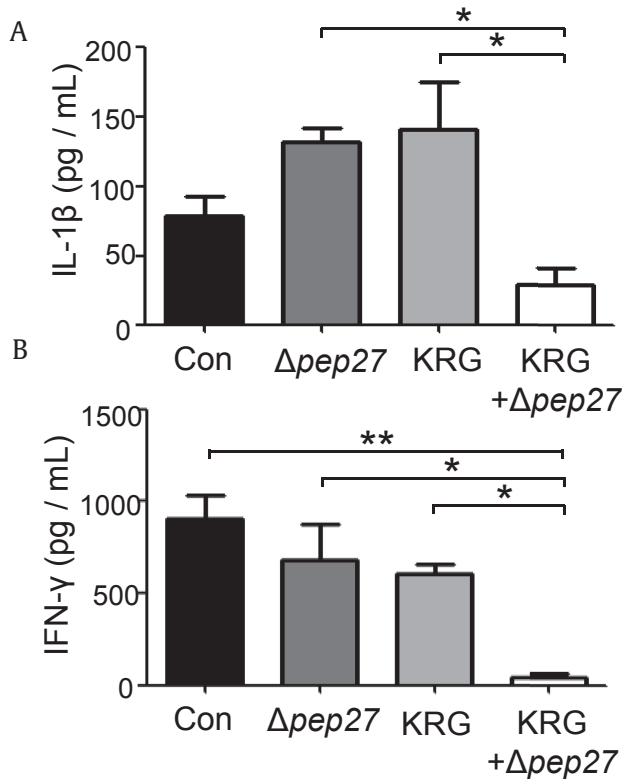 A
*
*
200
150
100
50
0
IL-1β (pg / mL)
Con
Δpep27
KRG
KRG
+Δpep27
B
**
*
*
1500
1000
500
0
IFN-γ (pg / mL)
Con
Δpep27
KRG
KRG
+Δpep27